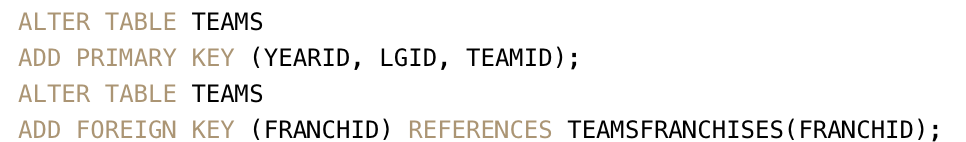 ALTER TABLE TEAMS
ADD PRIMARY KEY (YEARID, LGID, TEAMID);
ALTER TABLE TEAMS
ADD FOREIGN KEY (FRANCHID) REFERENCES TEAMSFRANCHISES(FRANCHID);